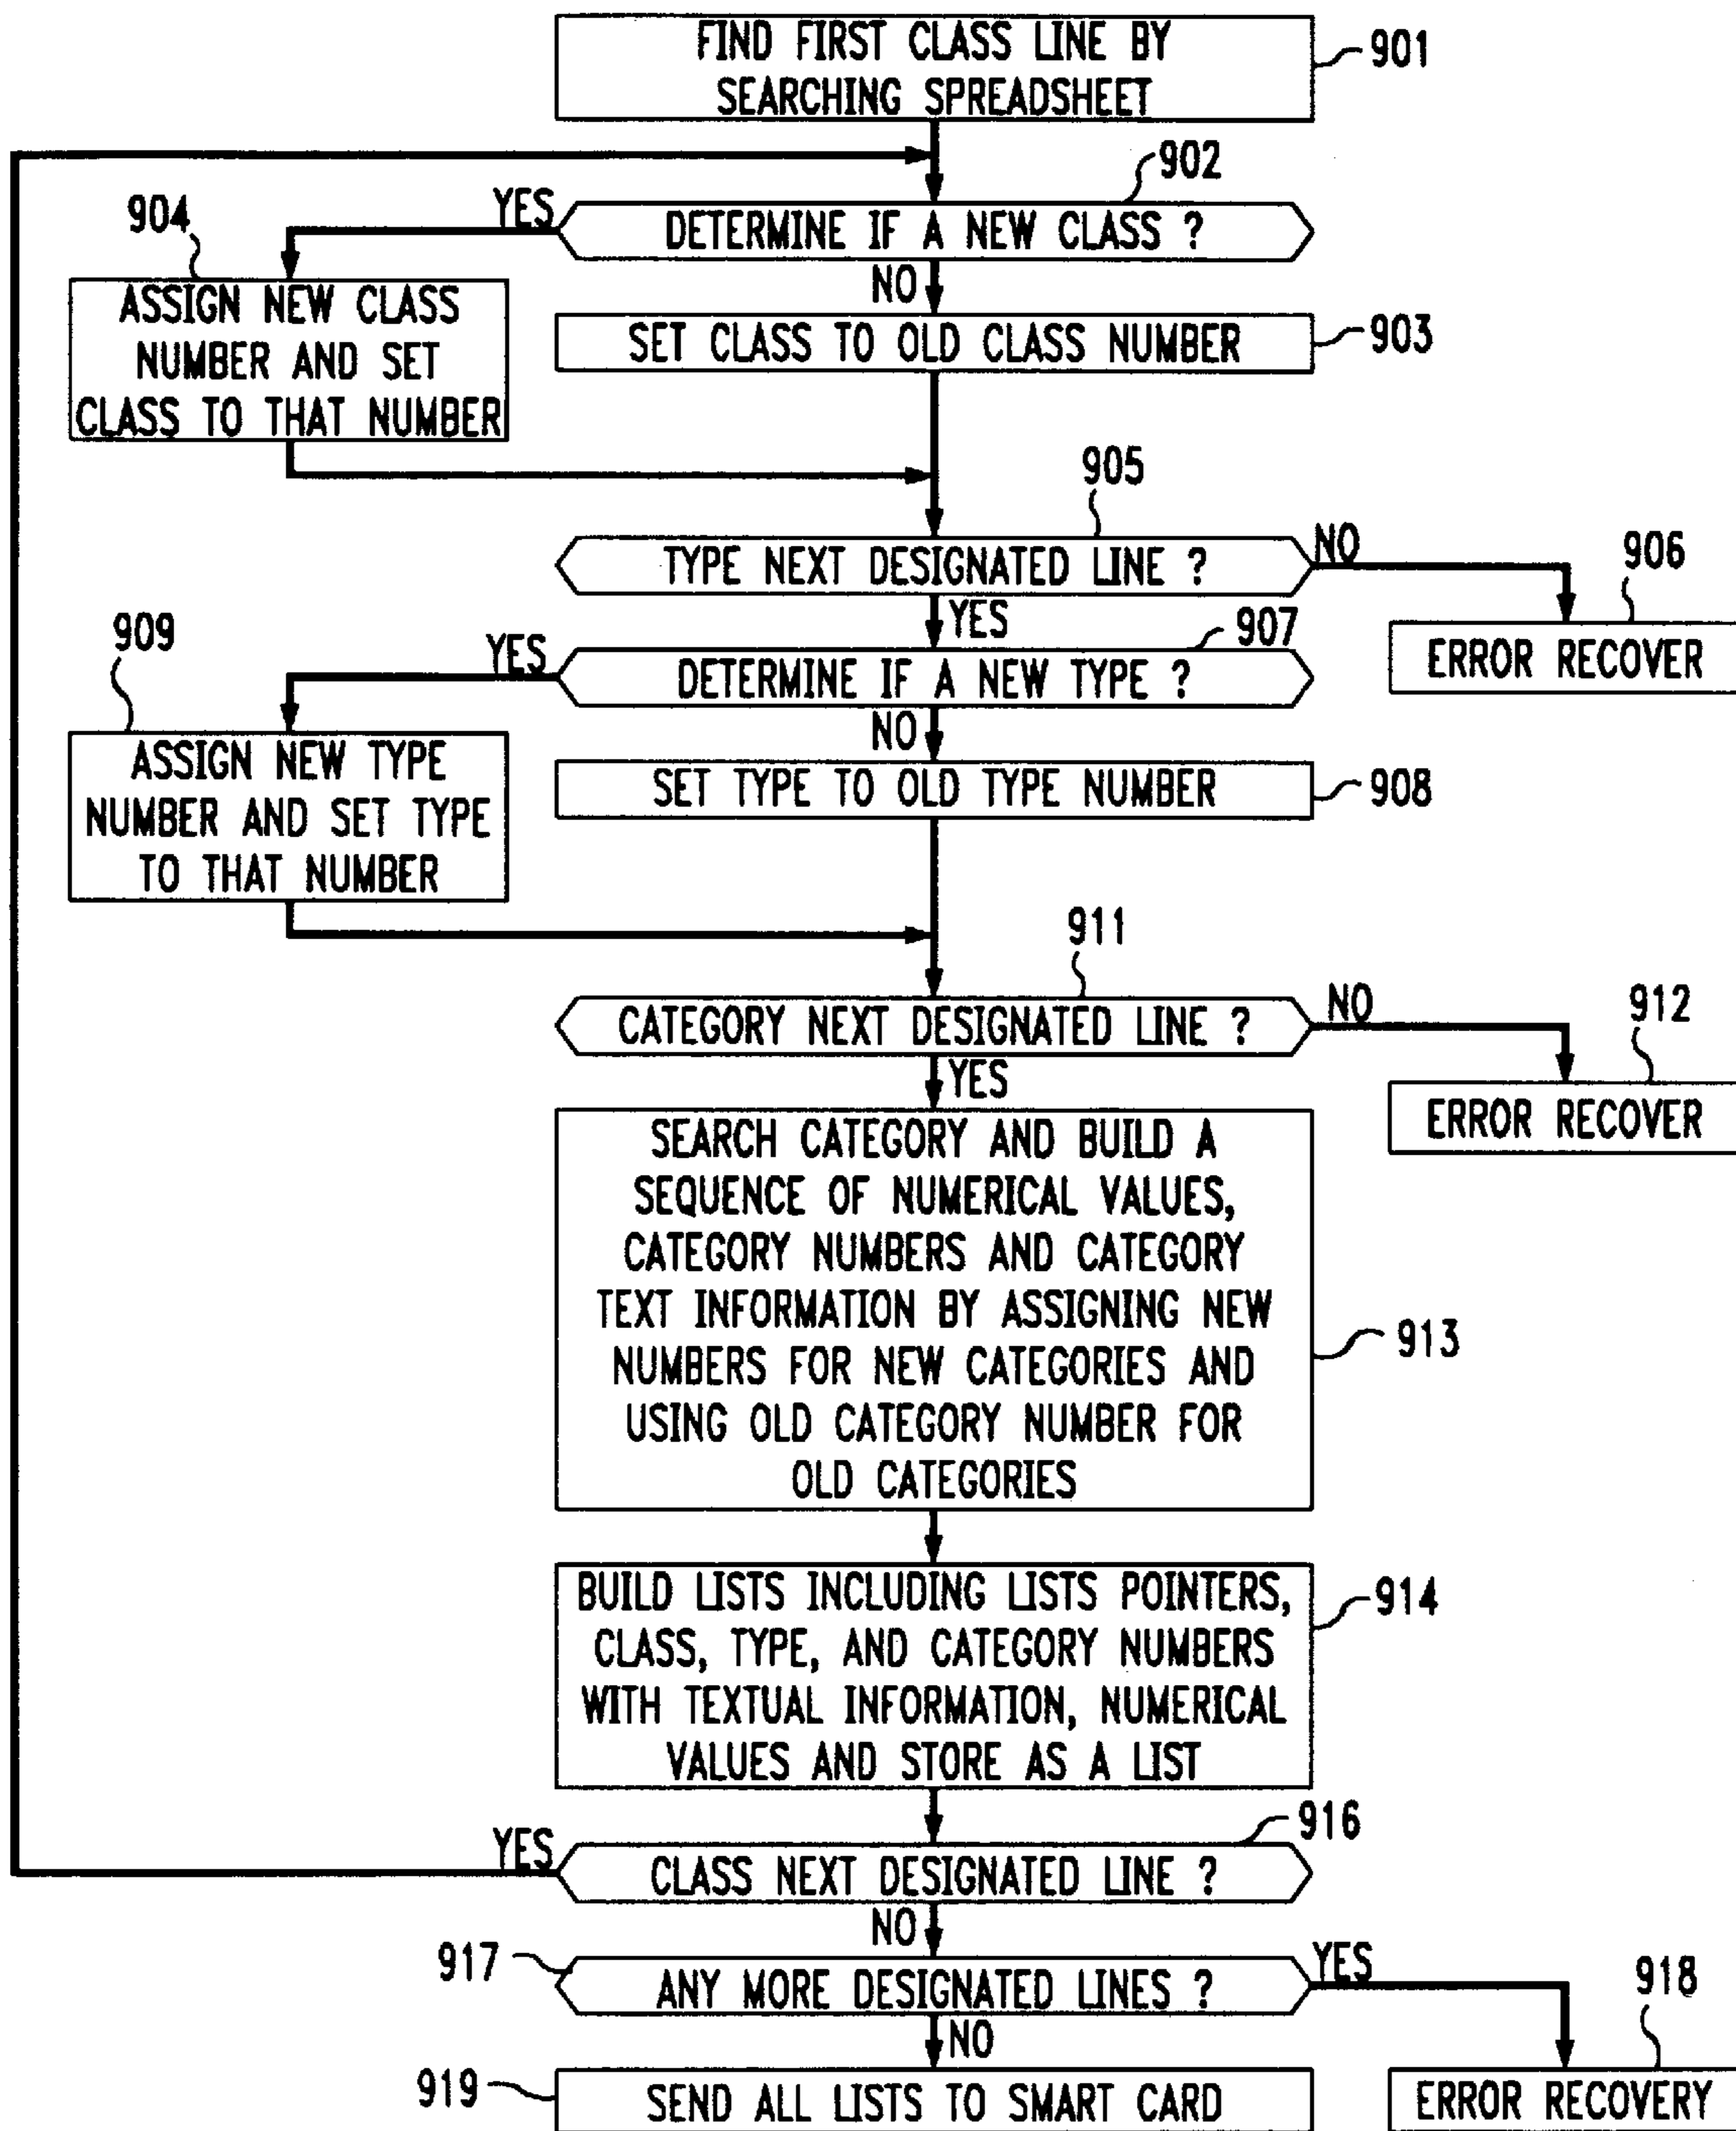 FIND FIRST CLASS LINE BY
SEARCHING SPREADSHEET
901
902
YES
DETERMINE IF A NEW CLASS ?
904
NO
ASSIGN NEW CLASS
NUMBER AND SET
CLASS TO THAT NUMBER
SET CLASS TO OLD CLASS NUMBER
903
905
TYPE NEXT DESIGNATED LINE ?
NO
906
ERROR RECOVER
YES
907
YES
DETERMINE IF A NEW TYPE ?
909
NO
ASSIGN NEW TYPE
NUMBER AND SET TYPE
TO THAT NUMBER
SET TYPE TO OLD TYPE NUMBER
908
911
CATEGORY NEXT DESIGNATED LINE ?
NO
912
ERROR RECOVER
YES
SEARCH CATEGORY AND BUILD A
SEQUENCE OF NUMERICAL VALUES,
CATEGORY NUMBERS AND CATEGORY
TEXT INFORMATION BY ASSIGNING NEW
NUMBERS FOR NEW CATEGORIES AND
USING OLD CATEGORY NUMBER FOR
OLD CATEGORIES
913
BUILD LISTS INCLUDING LISTS POINTERS,
CLASS, TYPE, AND CATEGORY NUMBERS
WITH TEXTUAL INFORMATION, NUMERICAL
VALUES AND STORE AS A LIST
914
916
YES
CLASS NEXT DESIGNATED LINE ?
NO
917
ANY MORE DESIGNATED LINES ?
YES
918
ERROR RECOVERY
NO
919
SEND ALL LISTS TO SMART CARD